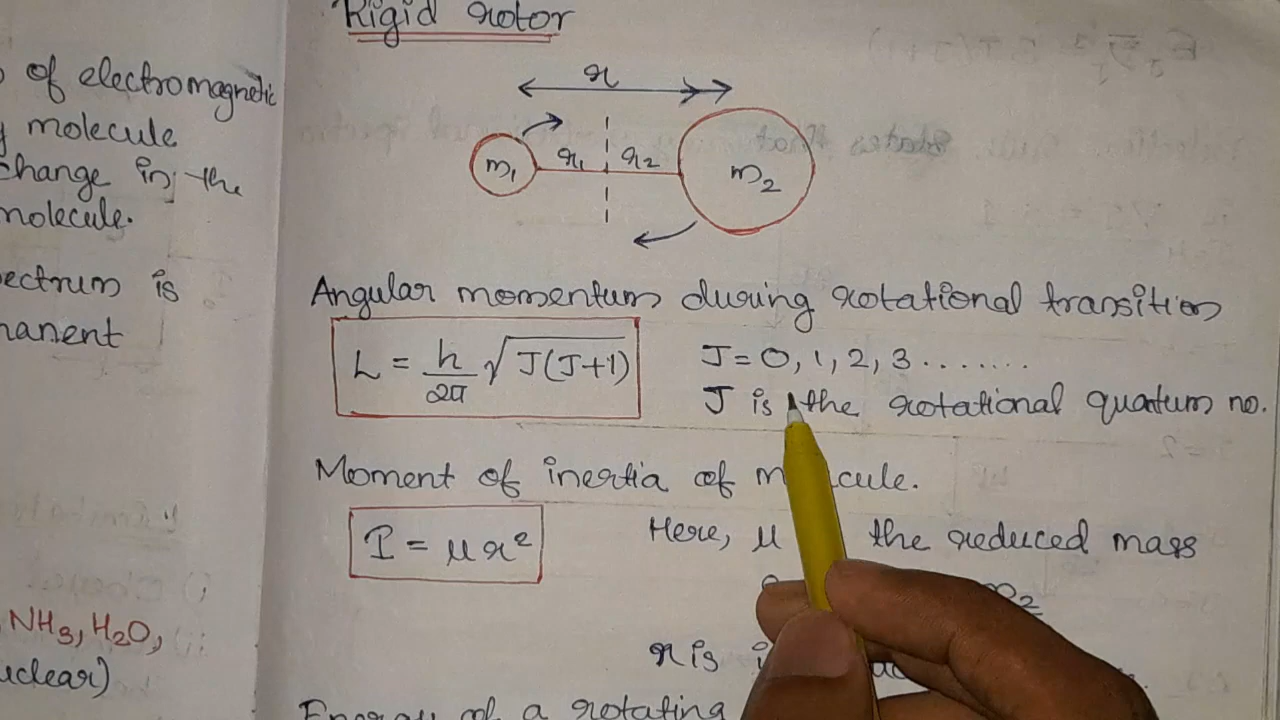 of electromagnetic
molecule
change in the
molecule.
ectrum is
manent
NH3, H2O,
uclear)
Rigid rotor
r
m1 r1 r2 m2
Angular momentum during rotational transition
L = h/2π √J(J+1) J = 0, 1, 2, 3 ........
J is the rotational quantum no.
Moment of inertia of m cule.
I = μr² Here, μ the reduced mass
m2
r is
Energy of a rotating